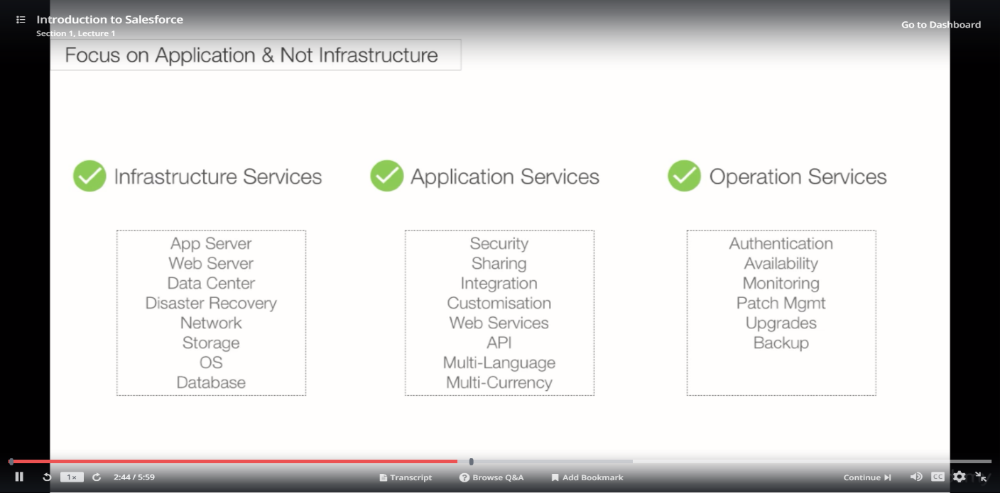 Introduction to Salesforce
Section 1, Lecture 1
Go to Dashboard
Focus on Application & Not Infrastructure
Infrastructure Services
App Server
Web Server
Data Center
Disaster Recovery
Network
Storage
OS
Database
Application Services
Security
Sharing
Integration
Customisation
Web Services
API
Multi-Language
Multi-Currency
Operation Services
Authentication
Availability
Monitoring
Patch Mgmt
Upgrades
Backup
1×
2:44 / 5:59
Transcript
Browse Q&A
Add Bookmark
Continue
CC